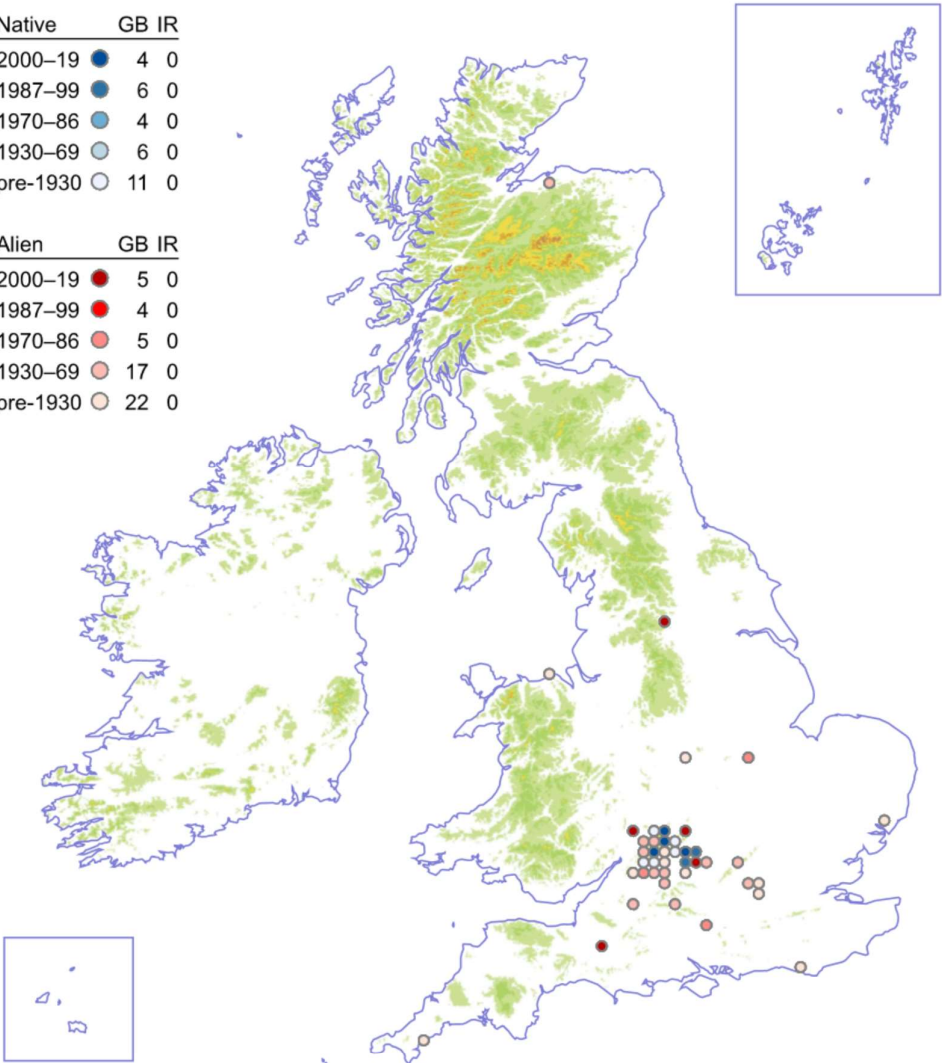 Native GB IR
2000–19 4 0
1987–99 6 0
1970–86 4 0
1930–69 6 0
pre-1930 11 0
Alien GB IR
2000–19 5 0
1987–99 4 0
1970–86 5 0
1930–69 17 0
pre-1930 22 0